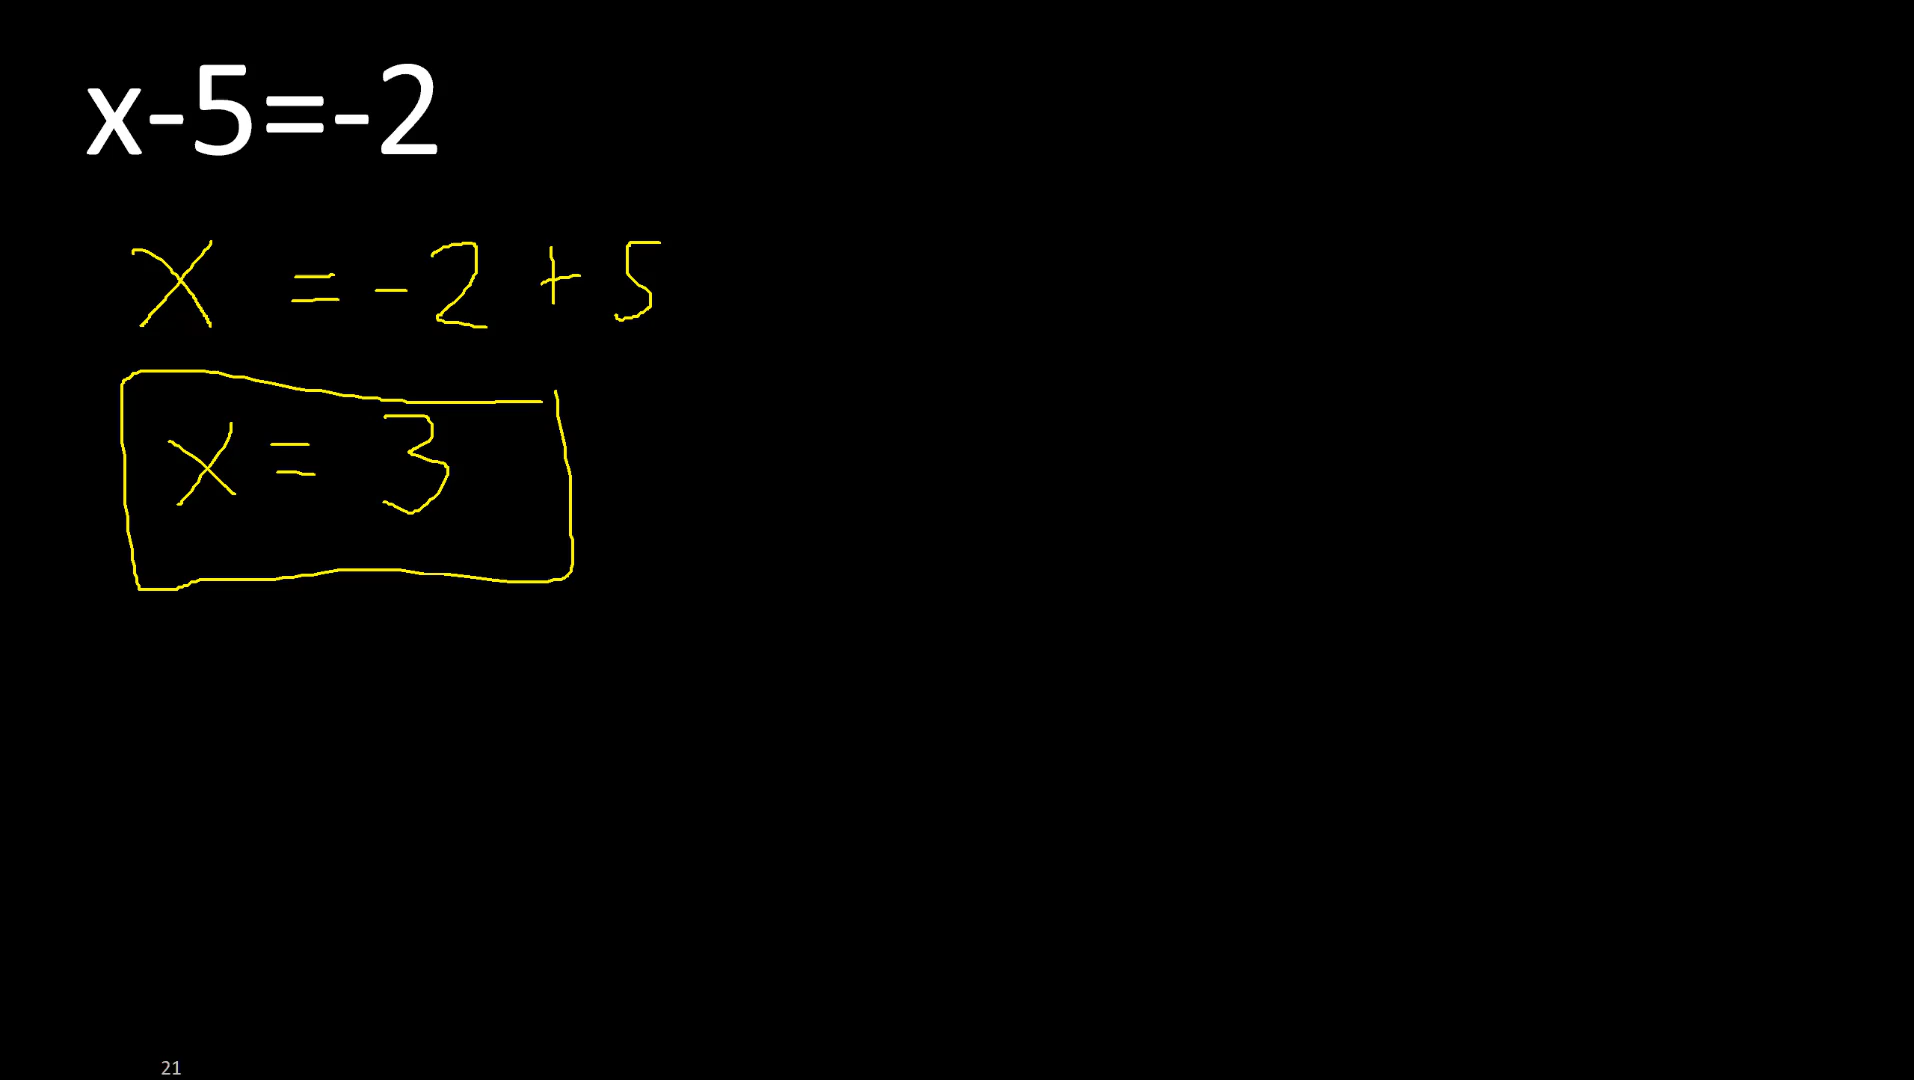 x-5=-2
x = -2 + 5
x = 3
21